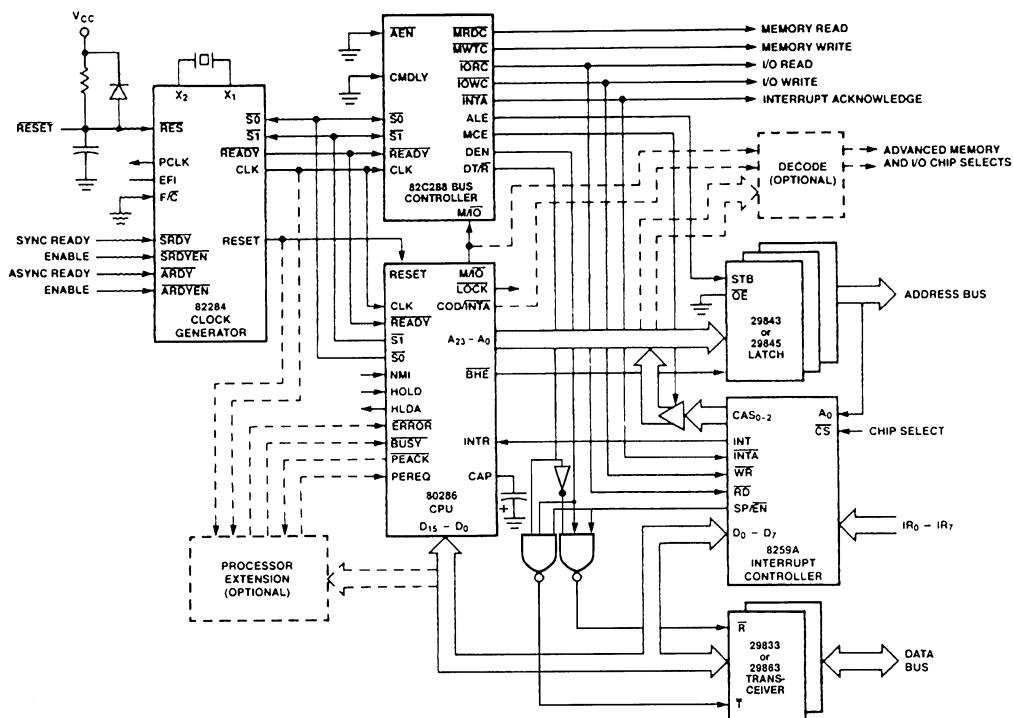 VCC
RESET
X2 X1
RES
PCLK
EFI
F/C
S0
S1
READY
CLK
RESET
SYNC READY
ENABLE
ASYNC READY
ENABLE
SRDY
SRDYEN
ARDY
ARDYEN
82284
CLOCK
GENERATOR
AEN
CMDLY
S0
S1
READY
CLK
MRDC
MWTC
IORC
IOWC
INTA
ALE
MCE
DEN
DT/R
82C288 BUS
CONTROLLER
M/IO
MEMORY READ
MEMORY WRITE
I/O READ
I/O WRITE
INTERRUPT ACKNOWLEDGE
DECODE
(OPTIONAL)
ADVANCED MEMORY
AND I/O CHIP SELECTS
RESET
CLK
READY
S1
S0
NMI
HOLD
HLDA
ERROR
BUSY
PEACK
PEREQ
M/IO
LOCK
COD/INTA
A23 - A0
BHE
INTR
CAP
+
80286
CPU
D15 - D0
STB
OE
29843
or
29845
LATCH
ADDRESS BUS
CAS0-2
INT
INTA
WR
RD
SP/EN
D0 - D7
A0
CS
CHIP SELECT
IR0 - IR7
8259A
INTERRUPT
CONTROLLER
PROCESSOR
EXTENSION
(OPTIONAL)
R
29833
or
29863
TRANS-
CEIVER
T
DATA
BUS